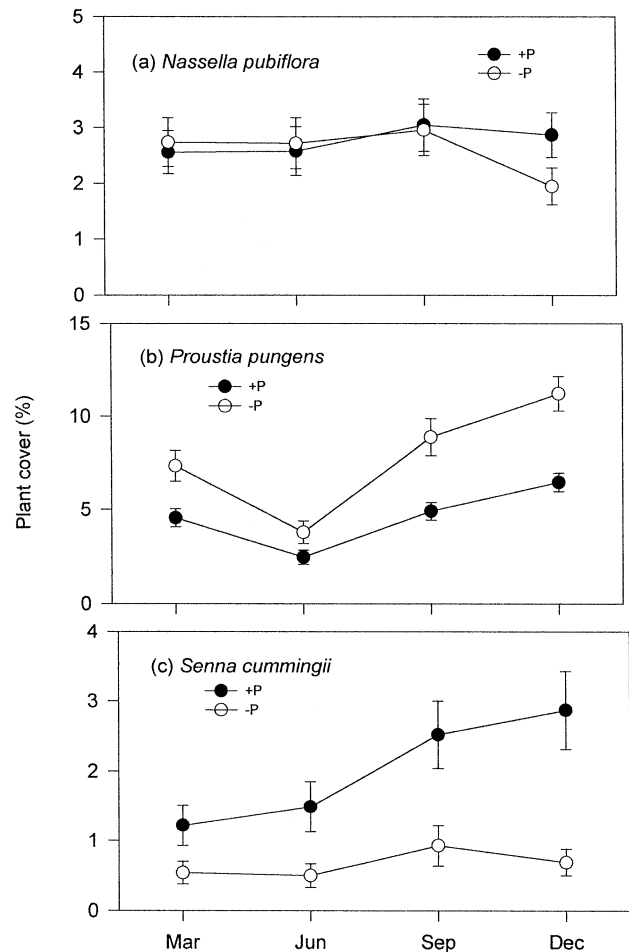 5
4
3
2
1
0
(a) Nassella pubiflora
+P
-P
15
10
5
0
(b) Proustia pungens
+P
-P
Plant cover (%)
4
3
2
1
0
(c) Senna cummingii
+P
-P
Mar Jun Sep Dec